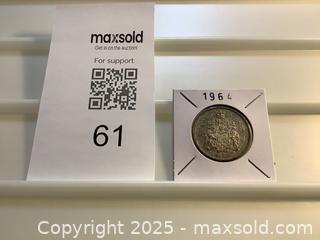 maxsold
Get in on the auction!
For support
61
1964
Copyright 2025 - maxsold.com